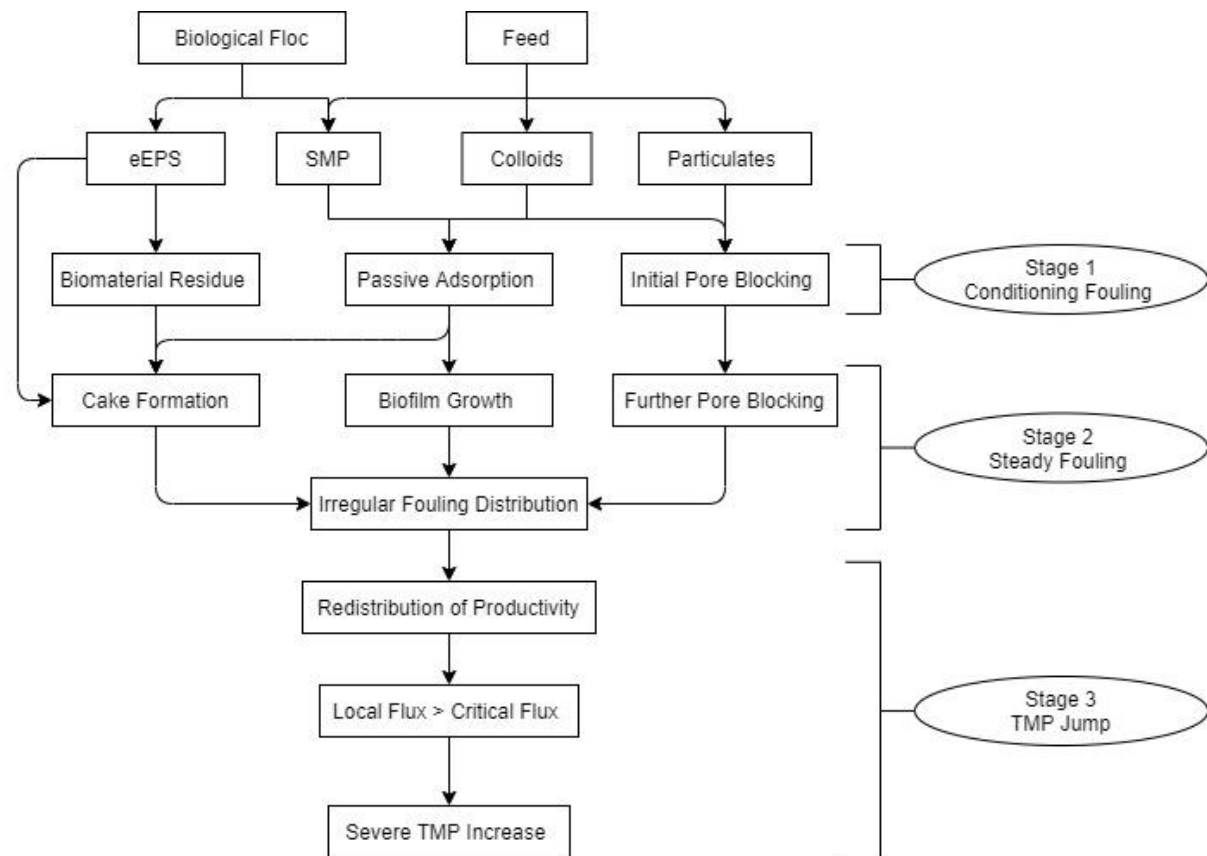 Biological Floc
Feed
eEPS
SMP
Colloids
Particulates
Biomaterial Residue
Passive Adsorption
Initial Pore Blocking
Stage 1
Conditioning Fouling
Cake Formation
Biofilm Growth
Further Pore Blocking
Stage 2
Steady Fouling
Irregular Fouling Distribution
Redistribution of Productivity
Local Flux > Critical Flux
Stage 3
TMP Jump
Severe TMP Increase